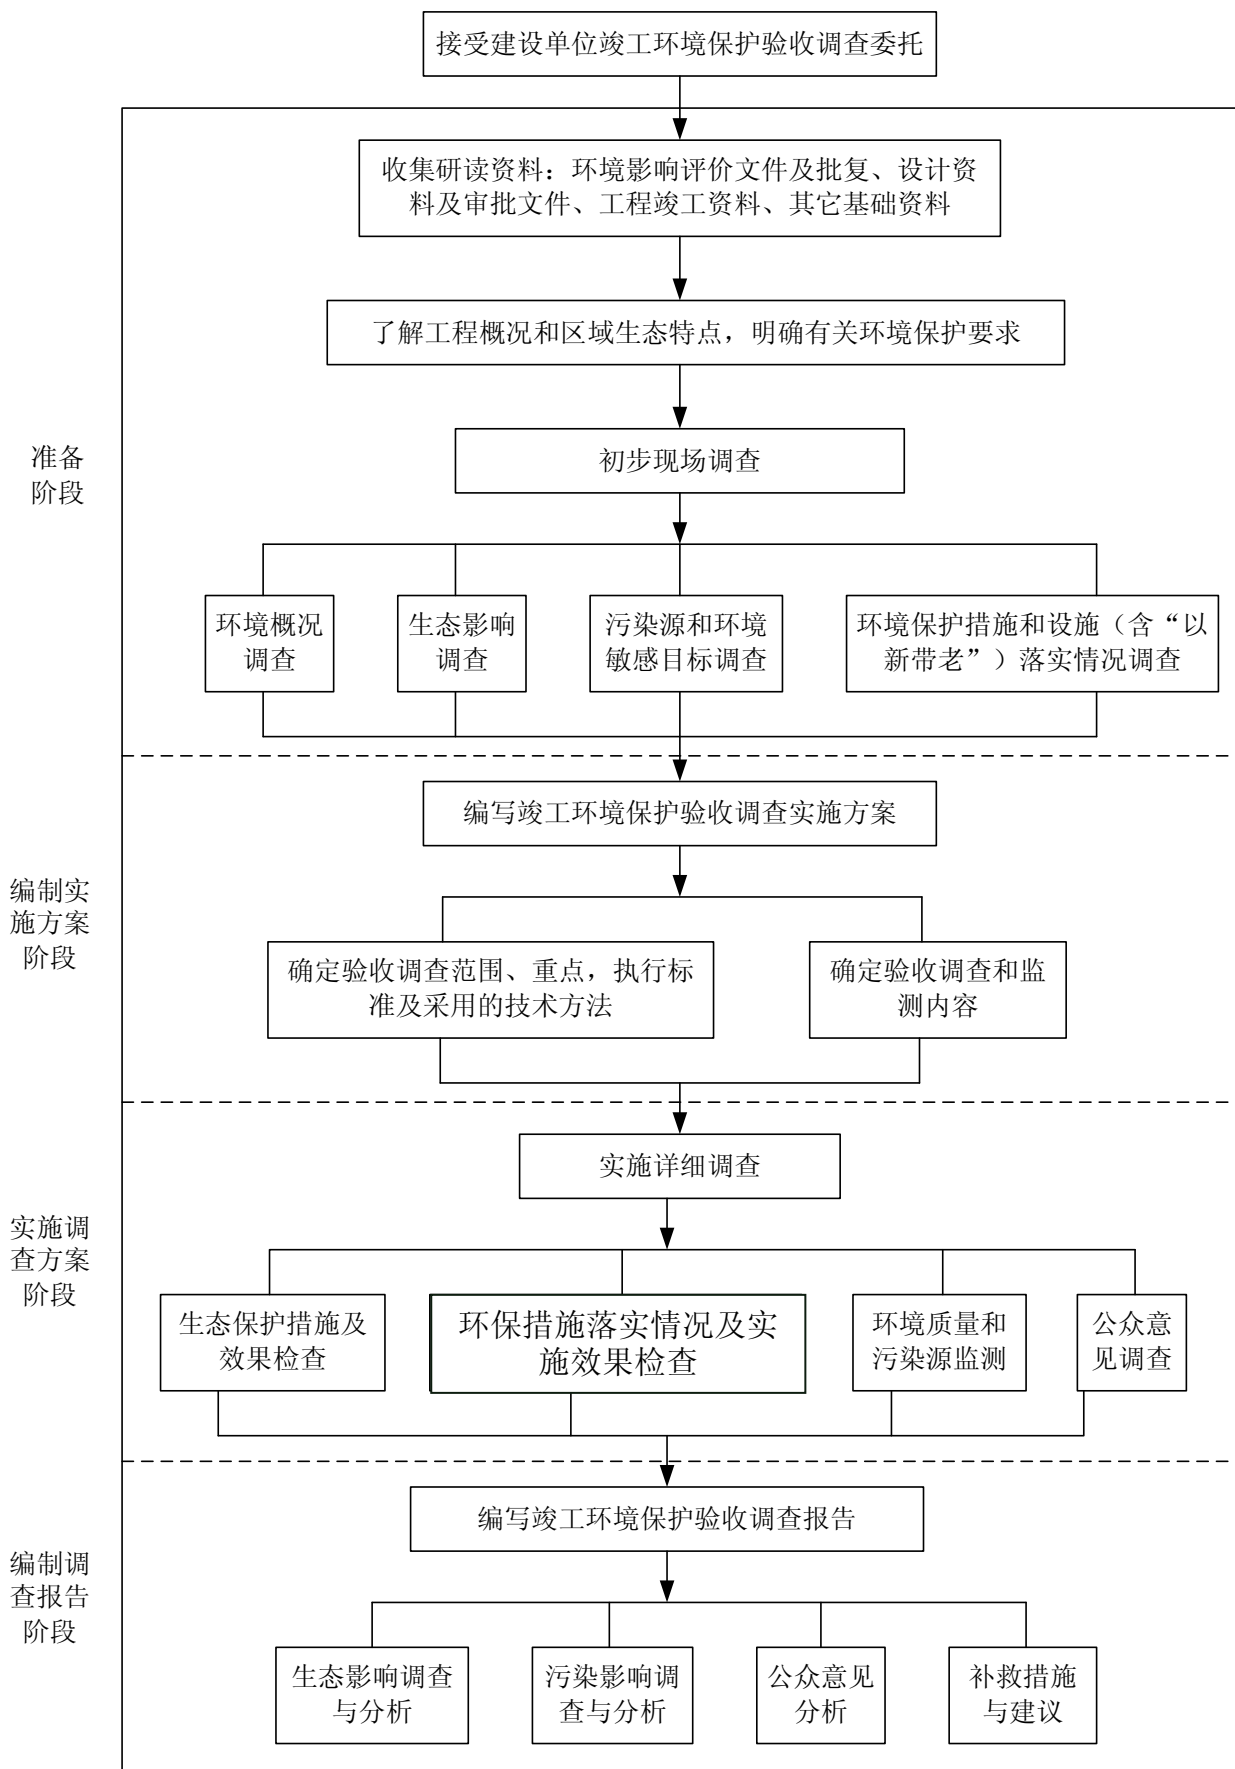 接受建设单位竣工环境保护验收调查委托
收集研读资料：环境影响评价文件及批复、设计资
料及审批文件、工程竣工资料、其它基础资料
了解工程概况和区域生态特点，明确有关环境保护要求
准备
阶段
初步现场调查
环境概况
调查
生态影响
调查
污染源和环境
敏感目标调查
环境保护措施和设施（含“以
新带老”）落实情况调查
编写竣工环境保护验收调查实施方案
编制实
施方案
阶段
确定验收调查范围、重点，执行标
准及采用的技术方法
确定验收调查和监
测内容
实施详细调查
实施调
查方案
阶段
生态保护措施及
效果检查
环保措施落实情况及实
施效果检查
环境质量和
污染源监测
公众意
见调查
编写竣工环境保护验收调查报告
编制调
查报告
阶段
生态影响调查
与分析
污染影响调
查与分析
公众意见
分析
补救措施
与建议